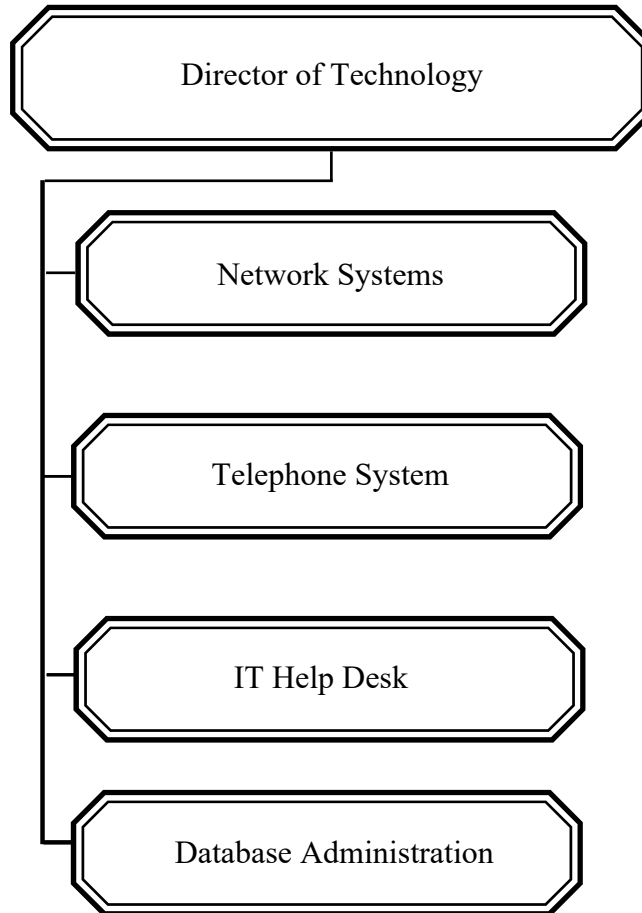 Director of Technology
Network Systems
Telephone System
IT Help Desk
Database Administration